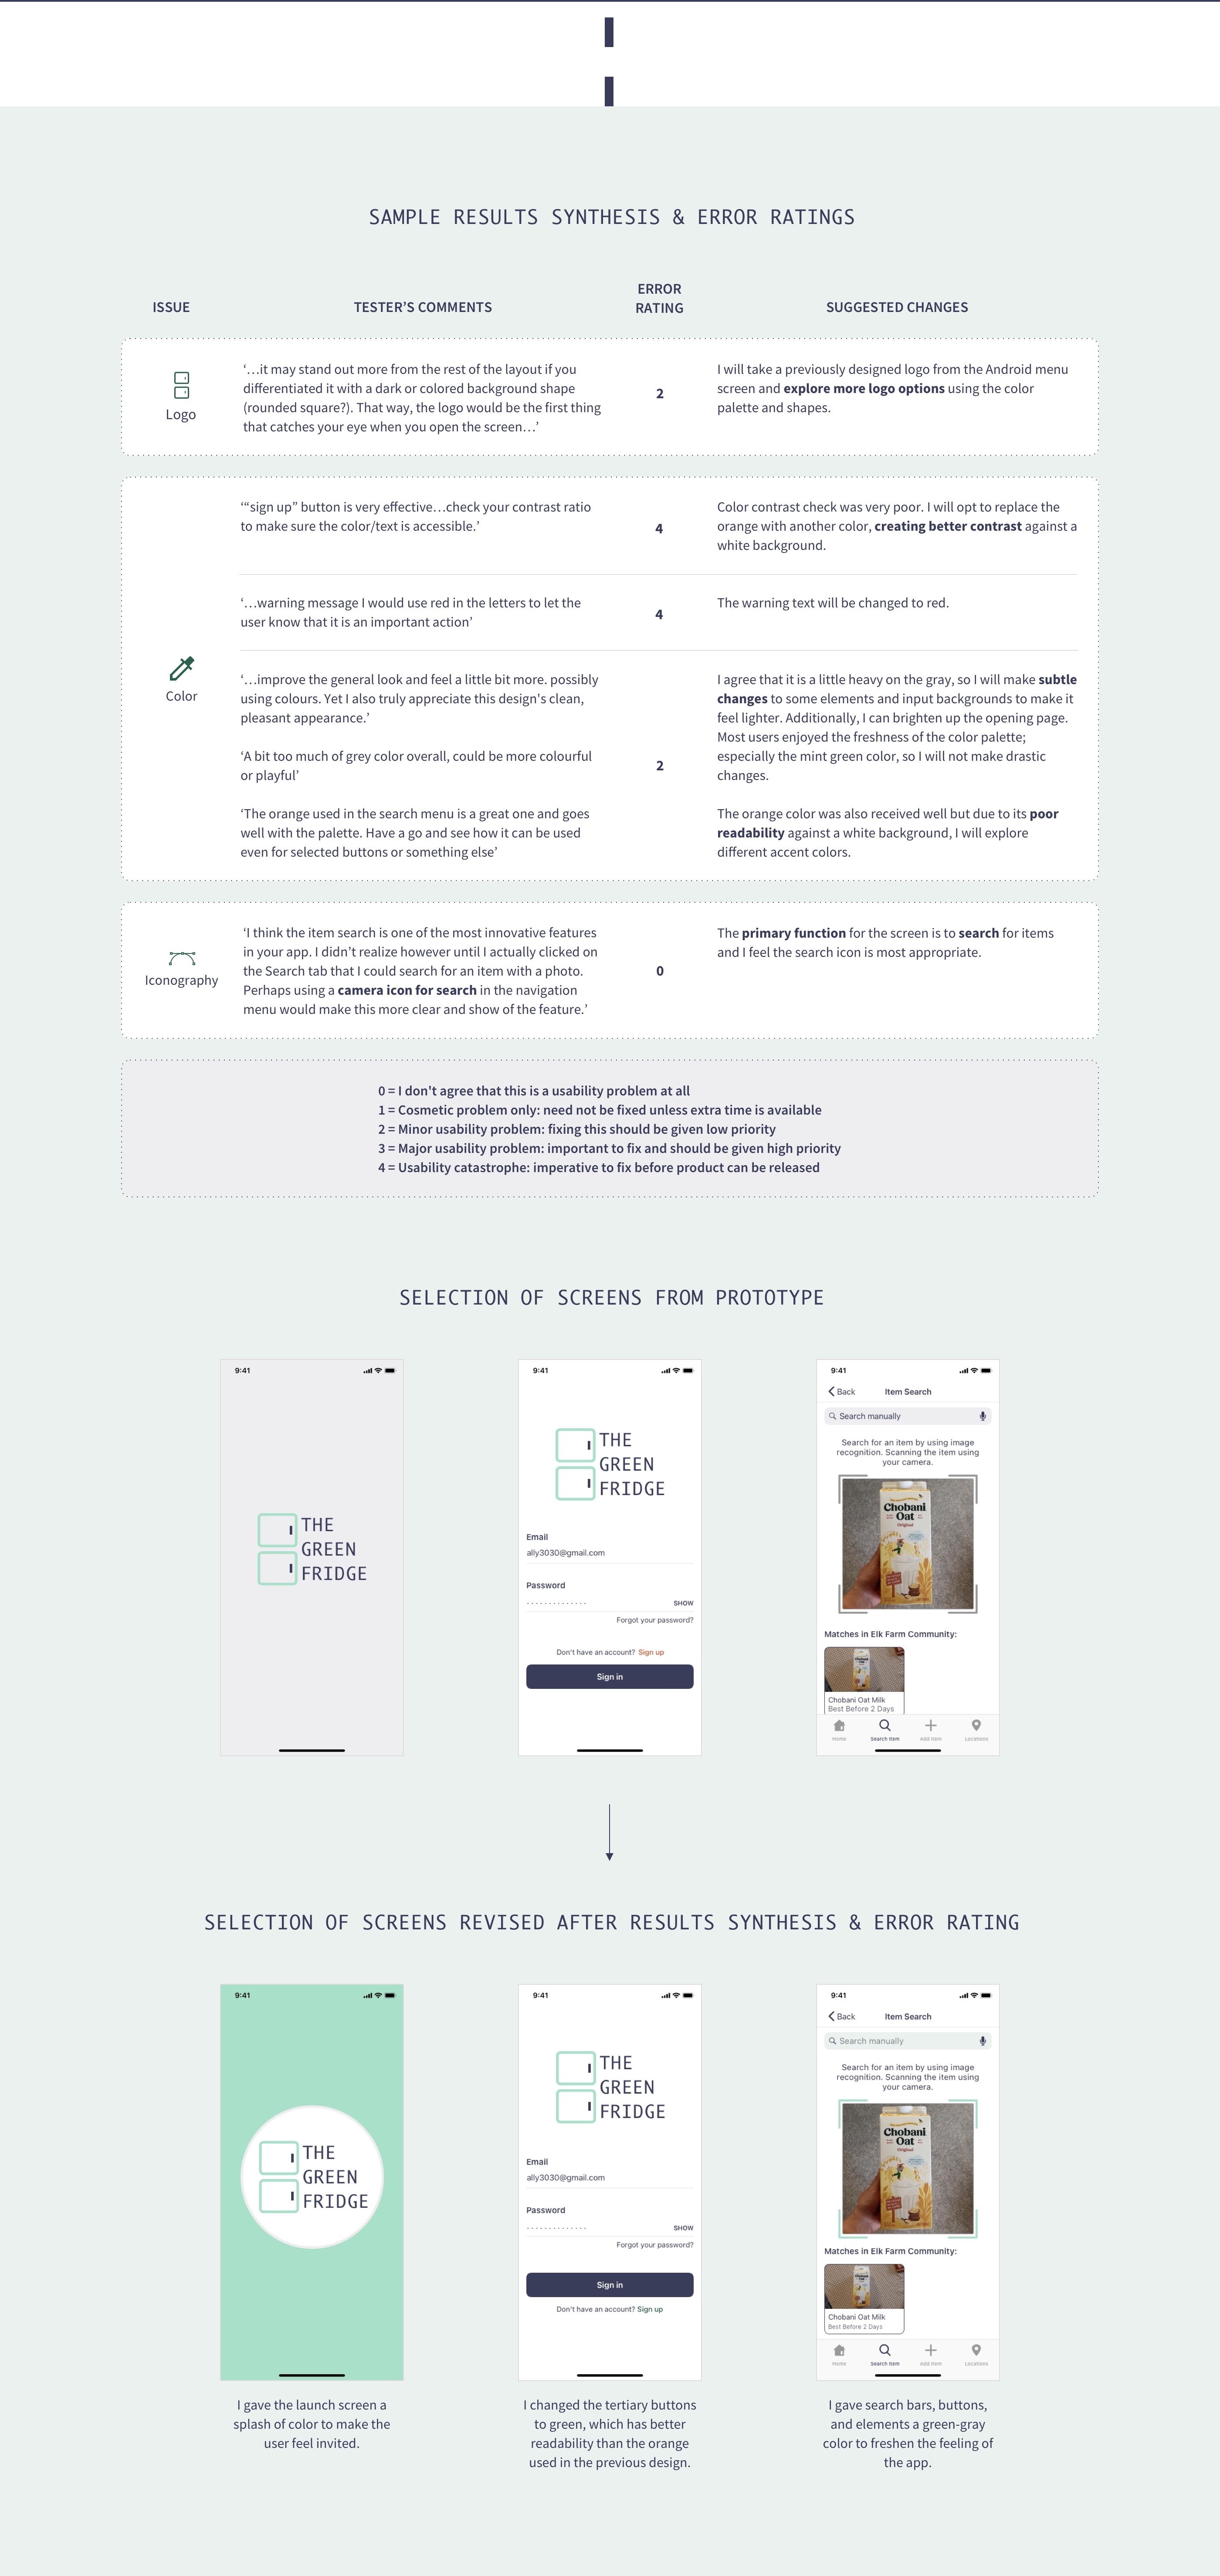 SAMPLE RESULTS SYNTHESIS & ERROR RATINGS
ISSUE
TESTER’S COMMENTS
ERROR
RATING
SUGGESTED CHANGES
Logo
‘…it may stand out more from the rest of the layout if you
differentiated it with a dark or colored background shape
(rounded square?). That way, the logo would be the first thing
that catches your eye when you open the screen…’
2
I will take a previously designed logo from the Android menu
screen and explore more logo options using the color
palette and shapes.
Color
‘“sign up” button is very effective…check your contrast ratio
to make sure the color/text is accessible.’
4
Color contrast check was very poor. I will opt to replace the
orange with another color, creating better contrast against a
white background.
‘…warning message I would use red in the letters to let the
user know that it is an important action’
4
The warning text will be changed to red.
‘…improve the general look and feel a little bit more. possibly
using colours. Yet I also truly appreciate this design's clean,
pleasant appearance.’
‘A bit too much of grey color overall, could be more colourful
or playful’
‘The orange used in the search menu is a great one and goes
well with the palette. Have a go and see how it can be used
even for selected buttons or something else’
2
I agree that it is a little heavy on the gray, so I will make subtle
changes to some elements and input backgrounds to make it
feel lighter. Additionally, I can brighten up the opening page.
Most users enjoyed the freshness of the color palette;
especially the mint green color, so I will not make drastic
changes.
The orange color was also received well but due to its poor
readability against a white background, I will explore
different accent colors.
Iconography
‘I think the item search is one of the most innovative features
in your app. I didn’t realize however until I actually clicked on
the Search tab that I could search for an item with a photo.
Perhaps using a camera icon for search in the navigation
menu would make this more clear and show of the feature.’
0
The primary function for the screen is to search for items
and I feel the search icon is most appropriate.
0 = I don't agree that this is a usability problem at all
1 = Cosmetic problem only: need not be fixed unless extra time is available
2 = Minor usability problem: fixing this should be given low priority
3 = Major usability problem: important to fix and should be given high priority
4 = Usability catastrophe: imperative to fix before product can be released
SELECTION OF SCREENS FROM PROTOTYPE
9:41
THE
GREEN
FRIDGE
9:41
THE
GREEN
FRIDGE
Email
ally3030@gmail.com
Password
SHOW
Forgot your password?
Don't have an account? Sign up
Sign in
9:41
Back
Item Search
Search manually
Search for an item by using image
recognition. Scanning the item using
your camera.
Chobani
Oat
Original
Matches in Elk Farm Community:
Chobani Oat Milk
Best Before 2 Days
Home
Search Item
Add Item
Locations
SELECTION OF SCREENS REVISED AFTER RESULTS SYNTHESIS & ERROR RATING
9:41
THE
GREEN
FRIDGE
I gave the launch screen a
splash of color to make the
user feel invited.
9:41
THE
GREEN
FRIDGE
Email
ally3030@gmail.com
Password
SHOW
Forgot your password?
Sign in
Don't have an account? Sign up
I changed the tertiary buttons
to green, which has better
readability than the orange
used in the previous design.
9:41
Back
Item Search
Search manually
Search for an item by using image
recognition. Scanning the item using
your camera.
Chobani
Oat
Original
Matches in Elk Farm Community:
Chobani Oat Milk
Best Before 2 Days
Home
Search Item
Add Item
Locations
I gave search bars, buttons,
and elements a green-gray
color to freshen the feeling of
the app.